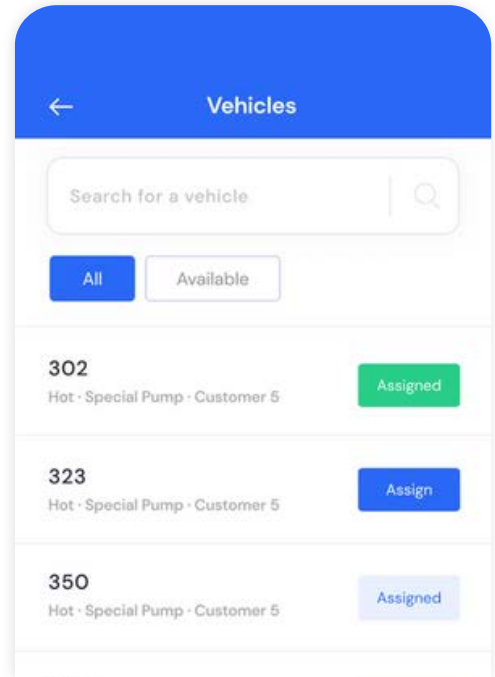 Vehicles
Search for a vehicle
All
Available
302
Hot · Special Pump · Customer 5
Assigned
323
Hot · Special Pump · Customer 5
Assign
350
Hot · Special Pump · Customer 5
Assigned